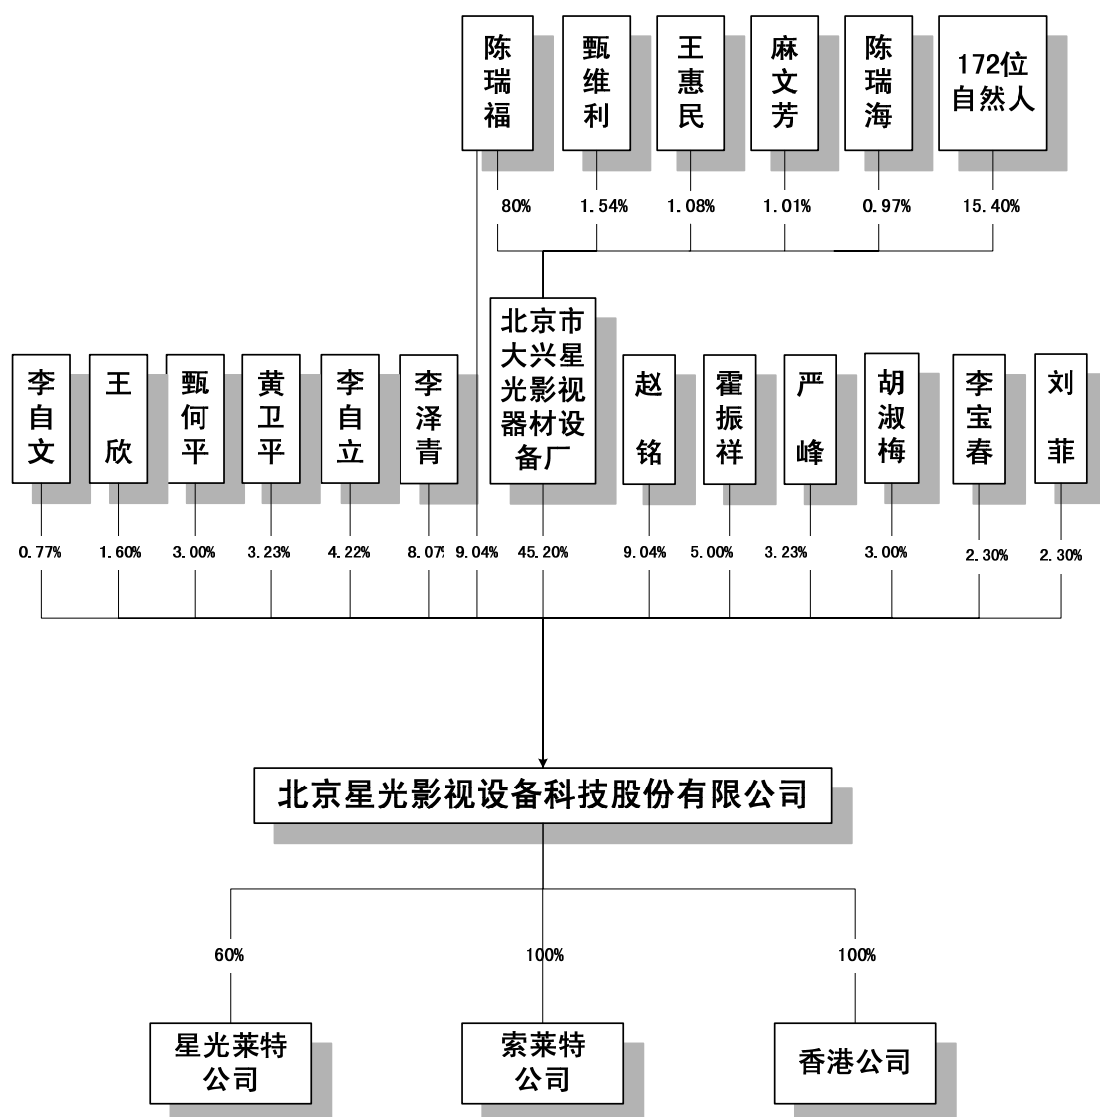 陈瑞福
甄维利
王惠民
麻文芳
陈瑞海
172位
自然人
80%
1.54%
1.08%
1.01%
0.97%
15.40%
北京市
大兴星
光影视
器材设
备厂
李自文
王欣
甄何平
黄卫平
李自立
李泽青
赵铭
霍振祥
严峰
胡淑梅
李宝春
刘菲
0.77%
1.60%
3.00%
3.23%
4.22%
8.07%
9.04%
45.20%
9.04%
5.00%
3.23%
3.00%
2.30%
2.30%
北京星光影视设备科技股份有限公司
60%
100%
100%
星光莱特
公司
索莱特
公司
香港公司